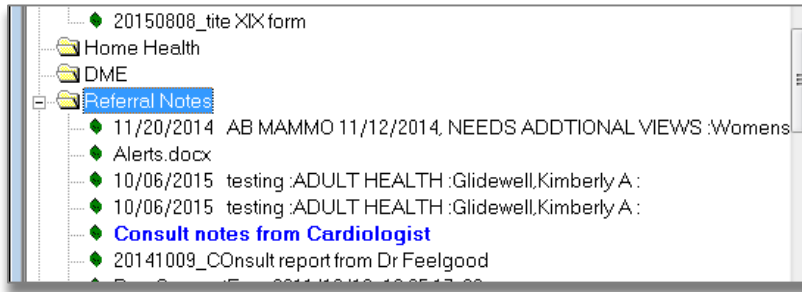 20150808_tite XIX form
Home Health
DME
Referral Notes
11/20/2014 AB MAMMO 11/12/2014, NEEDS ADDTIONAL VIEWS :Womens
Alerts.docx
10/06/2015 testing :ADULT HEALTH :Glidewell,Kimberly A :
10/06/2015 testing :ADULT HEALTH :Glidewell,Kimberly A :
Consult notes from Cardiologist
20141009_COnsult report from Dr Feelgood